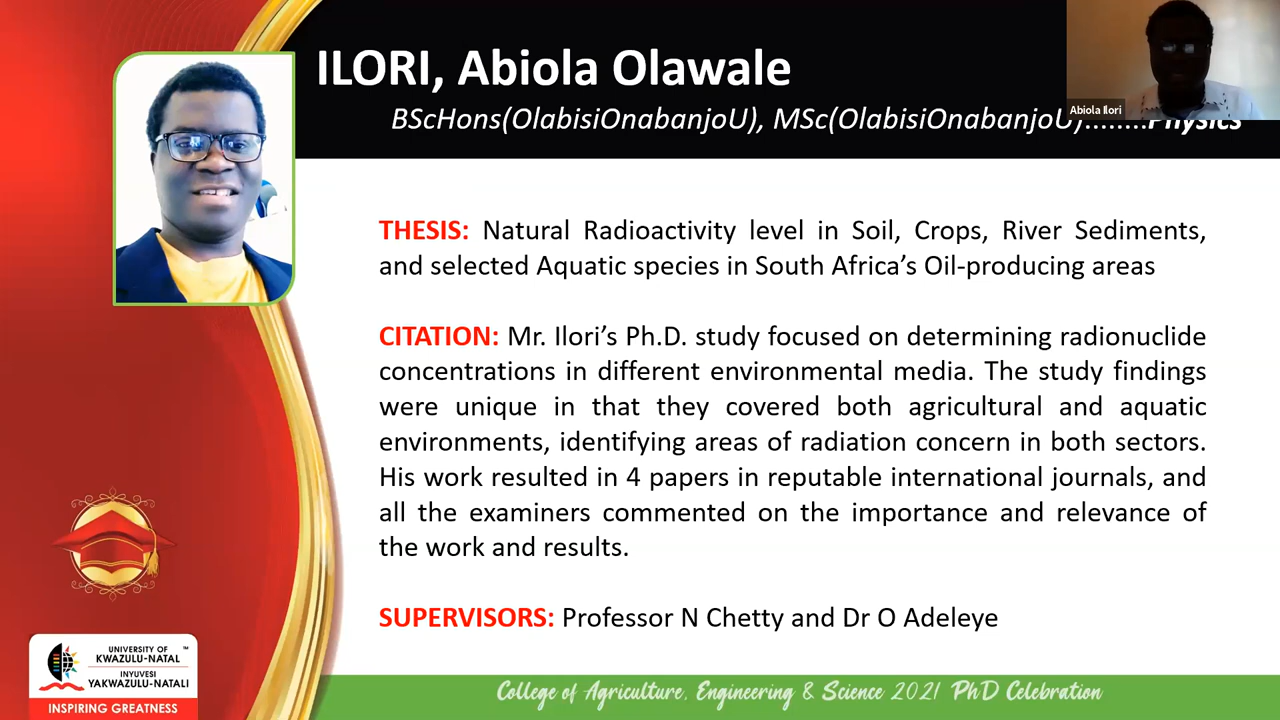 ILORI, Abiola Olawale
BScHons(OlabisiOnabanjoU), MSc(OlabisiOnabanjoU)........Physics
Abiola Ilori
THESIS: Natural Radioactivity level in Soil, Crops, River Sediments,
and selected Aquatic species in South Africa’s Oil-producing areas
CITATION: Mr. Ilori’s Ph.D. study focused on determining radionuclide
concentrations in different environmental media. The study findings
were unique in that they covered both agricultural and aquatic
environments, identifying areas of radiation concern in both sectors.
His work resulted in 4 papers in reputable international journals, and
all the examiners commented on the importance and relevance of
the work and results.
SUPERVISORS: Professor N Chetty and Dr O Adeleye
UNIVERSITY OF ™
KWAZULU-NATAL
INYUVESI
YAKWAZULU-NATALI
INSPIRING GREATNESS
College of Agriculture, Engineering & Science 2021 PhD Celebration